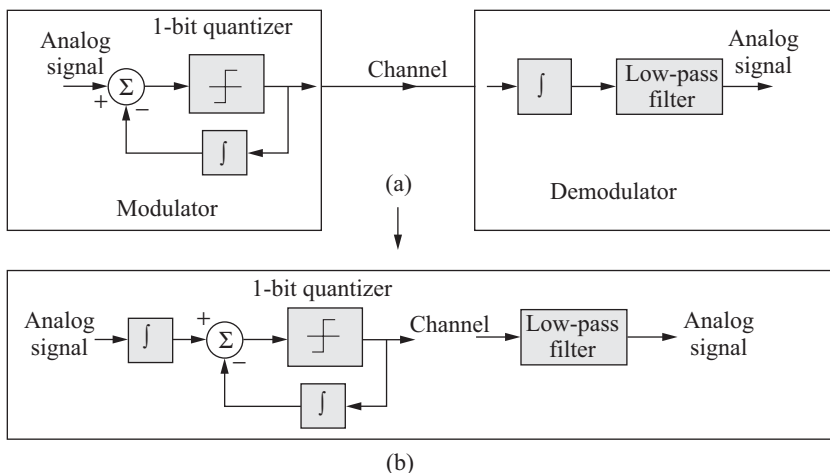 1-bit quantizer
Analog
signal
+
Σ
−
∫
Modulator
Channel
(a)
∫
Low-pass
filter
Analog
signal
Demodulator
1-bit quantizer
Analog
signal
∫
+
Σ
−
∫
Channel
Low-pass
filter
Analog
signal
(b)